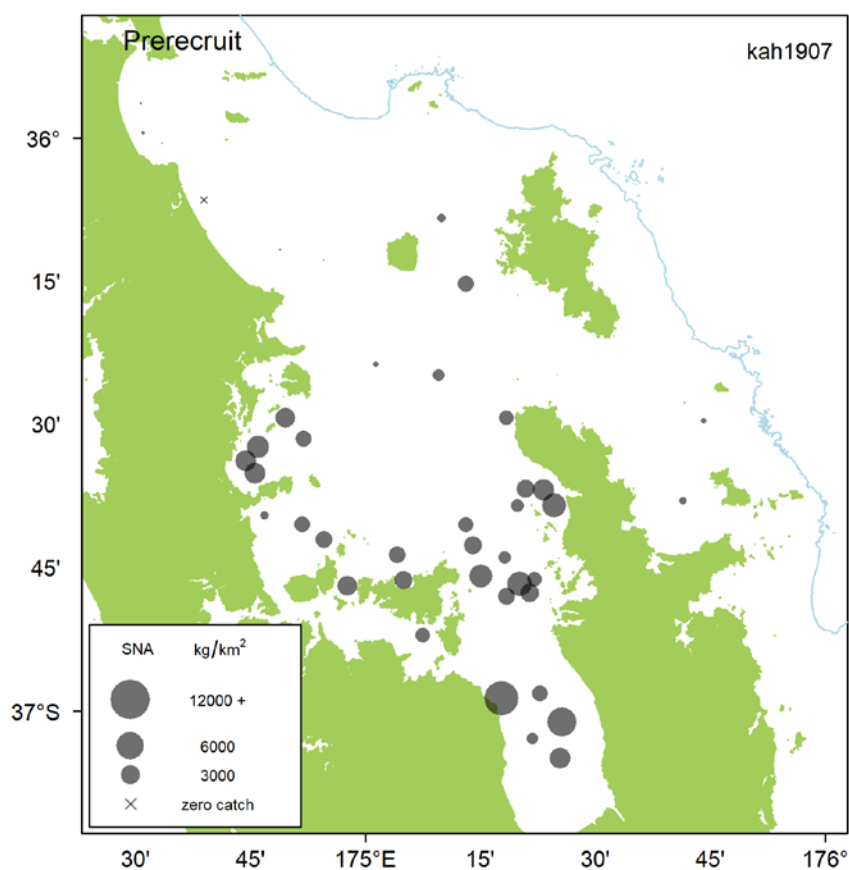 Prerecruit
kah1907
36°
15'
30'
45'
37°S
SNA kg/km²
12000 +
6000
3000
zero catch
30' 45' 175°E 15' 30' 45' 176°